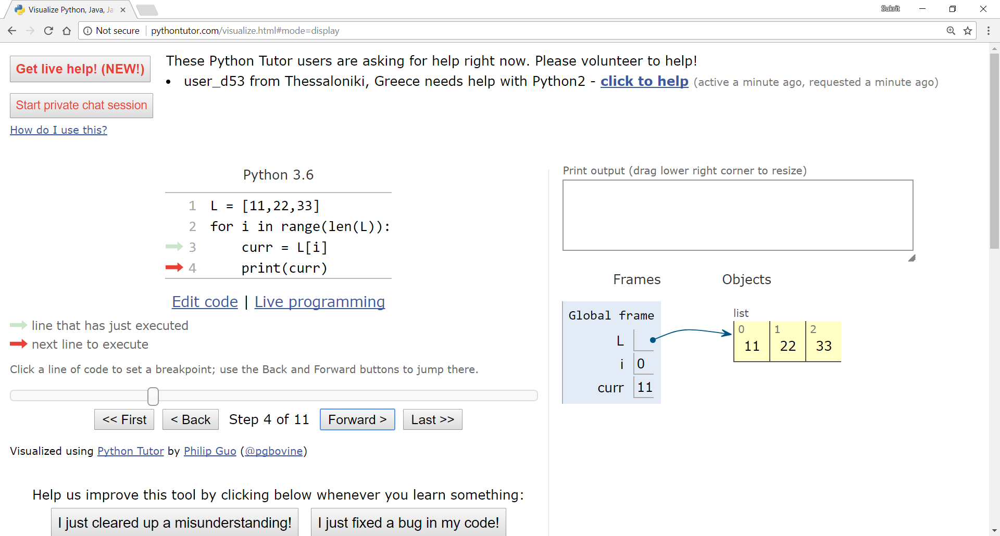 Visualize Python, Java, Ja
Sukrit
Not secure | pythontutor.com/visualize.html#mode=display
Get live help! (NEW!)
These Python Tutor users are asking for help right now. Please volunteer to help!
• user_d53 from Thessaloniki, Greece needs help with Python2 - click to help (active a minute ago, requested a minute ago)
Start private chat session
How do I use this?
Python 3.6
1 L = [11,22,33]
2 for i in range(len(L)):
3     curr = L[i]
4     print(curr)
Edit code | Live programming
line that has just executed
next line to execute
Click a line of code to set a breakpoint; use the Back and Forward buttons to jump there.
<< First < Back Step 4 of 11 Forward > Last >>
Visualized using Python Tutor by Philip Guo (@pgbovine)
Help us improve this tool by clicking below whenever you learn something:
I just cleared up a misunderstanding! I just fixed a bug in my code!
Print output (drag lower right corner to resize)
Frames Objects
Global frame
L
i 0
curr 11
list
0 1 2
11 22 33